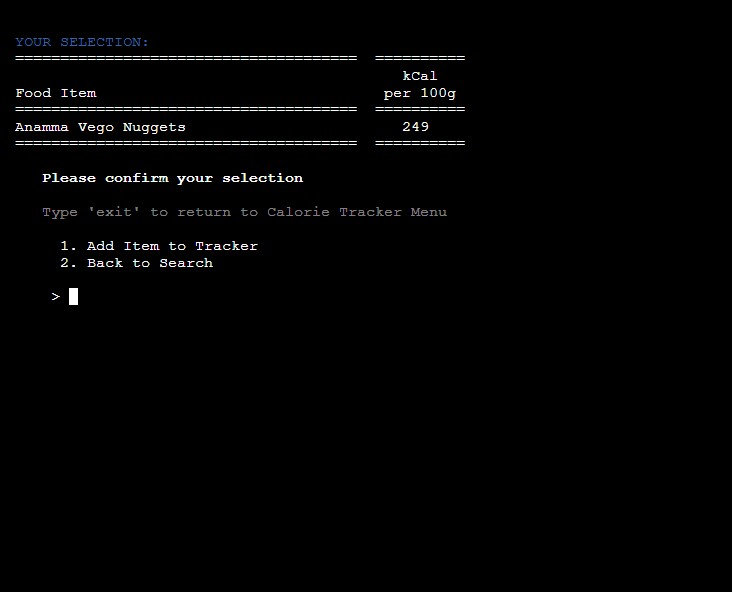 YOUR SELECTION:
====================================== ==========
kCal
Food Item per 100g
====================================== ==========
Anamma Vego Nuggets 249
====================================== ==========
Please confirm your selection
Type 'exit' to return to Calorie Tracker Menu
1. Add Item to Tracker
2. Back to Search
>